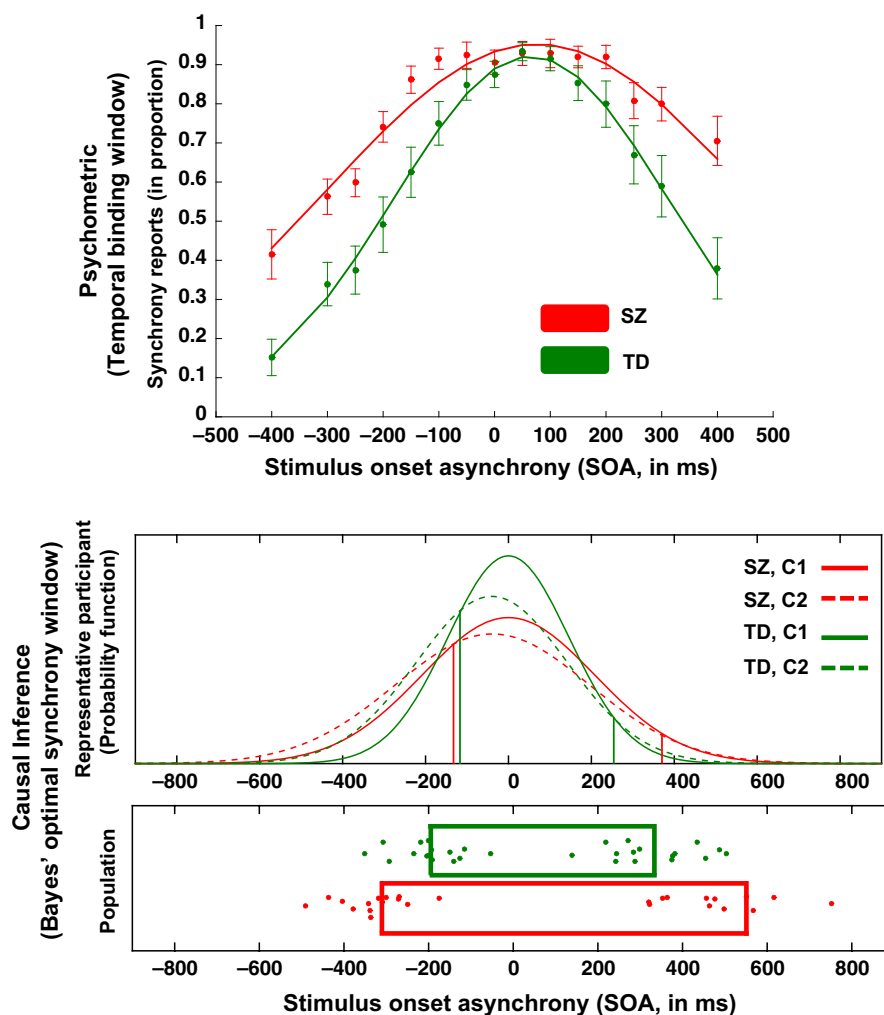 Psychometric
(Temporal binding window)
Synchrony reports (in proportion)
1
0.9
0.8
0.7
0.6
0.5
0.4
0.3
0.2
0.1
0
SZ
TD
–500 –400 –300 –200 –100 0 100 200 300 400 500
Stimulus onset asynchrony (SOA, in ms)
Causal Inference
(Bayes’ optimal synchrony window)
Representative participant
(Probability function)
SZ, C1
SZ, C2
TD, C1
TD, C2
–800 –600 –400 –200 0 200 400 600 800
Population
–800 –600 –400 –200 0 200 400 600 800
Stimulus onset asynchrony (SOA, in ms)